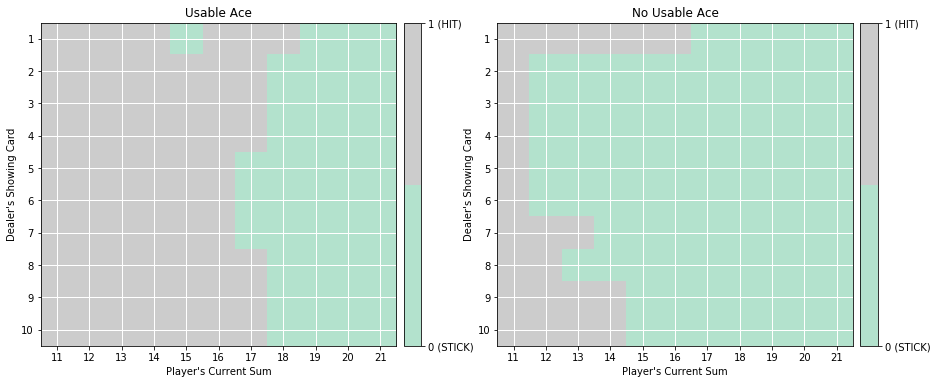 Usable Ace
1 (HIT)
1
2
3
4
5
6
7
8
9
10
Dealer's Showing Card
0 (STICK)
11 12 13 14 15 16 17 18 19 20 21
Player's Current Sum
No Usable Ace
1 (HIT)
1
2
3
4
5
6
7
8
9
10
Dealer's Showing Card
0 (STICK)
11 12 13 14 15 16 17 18 19 20 21
Player's Current Sum